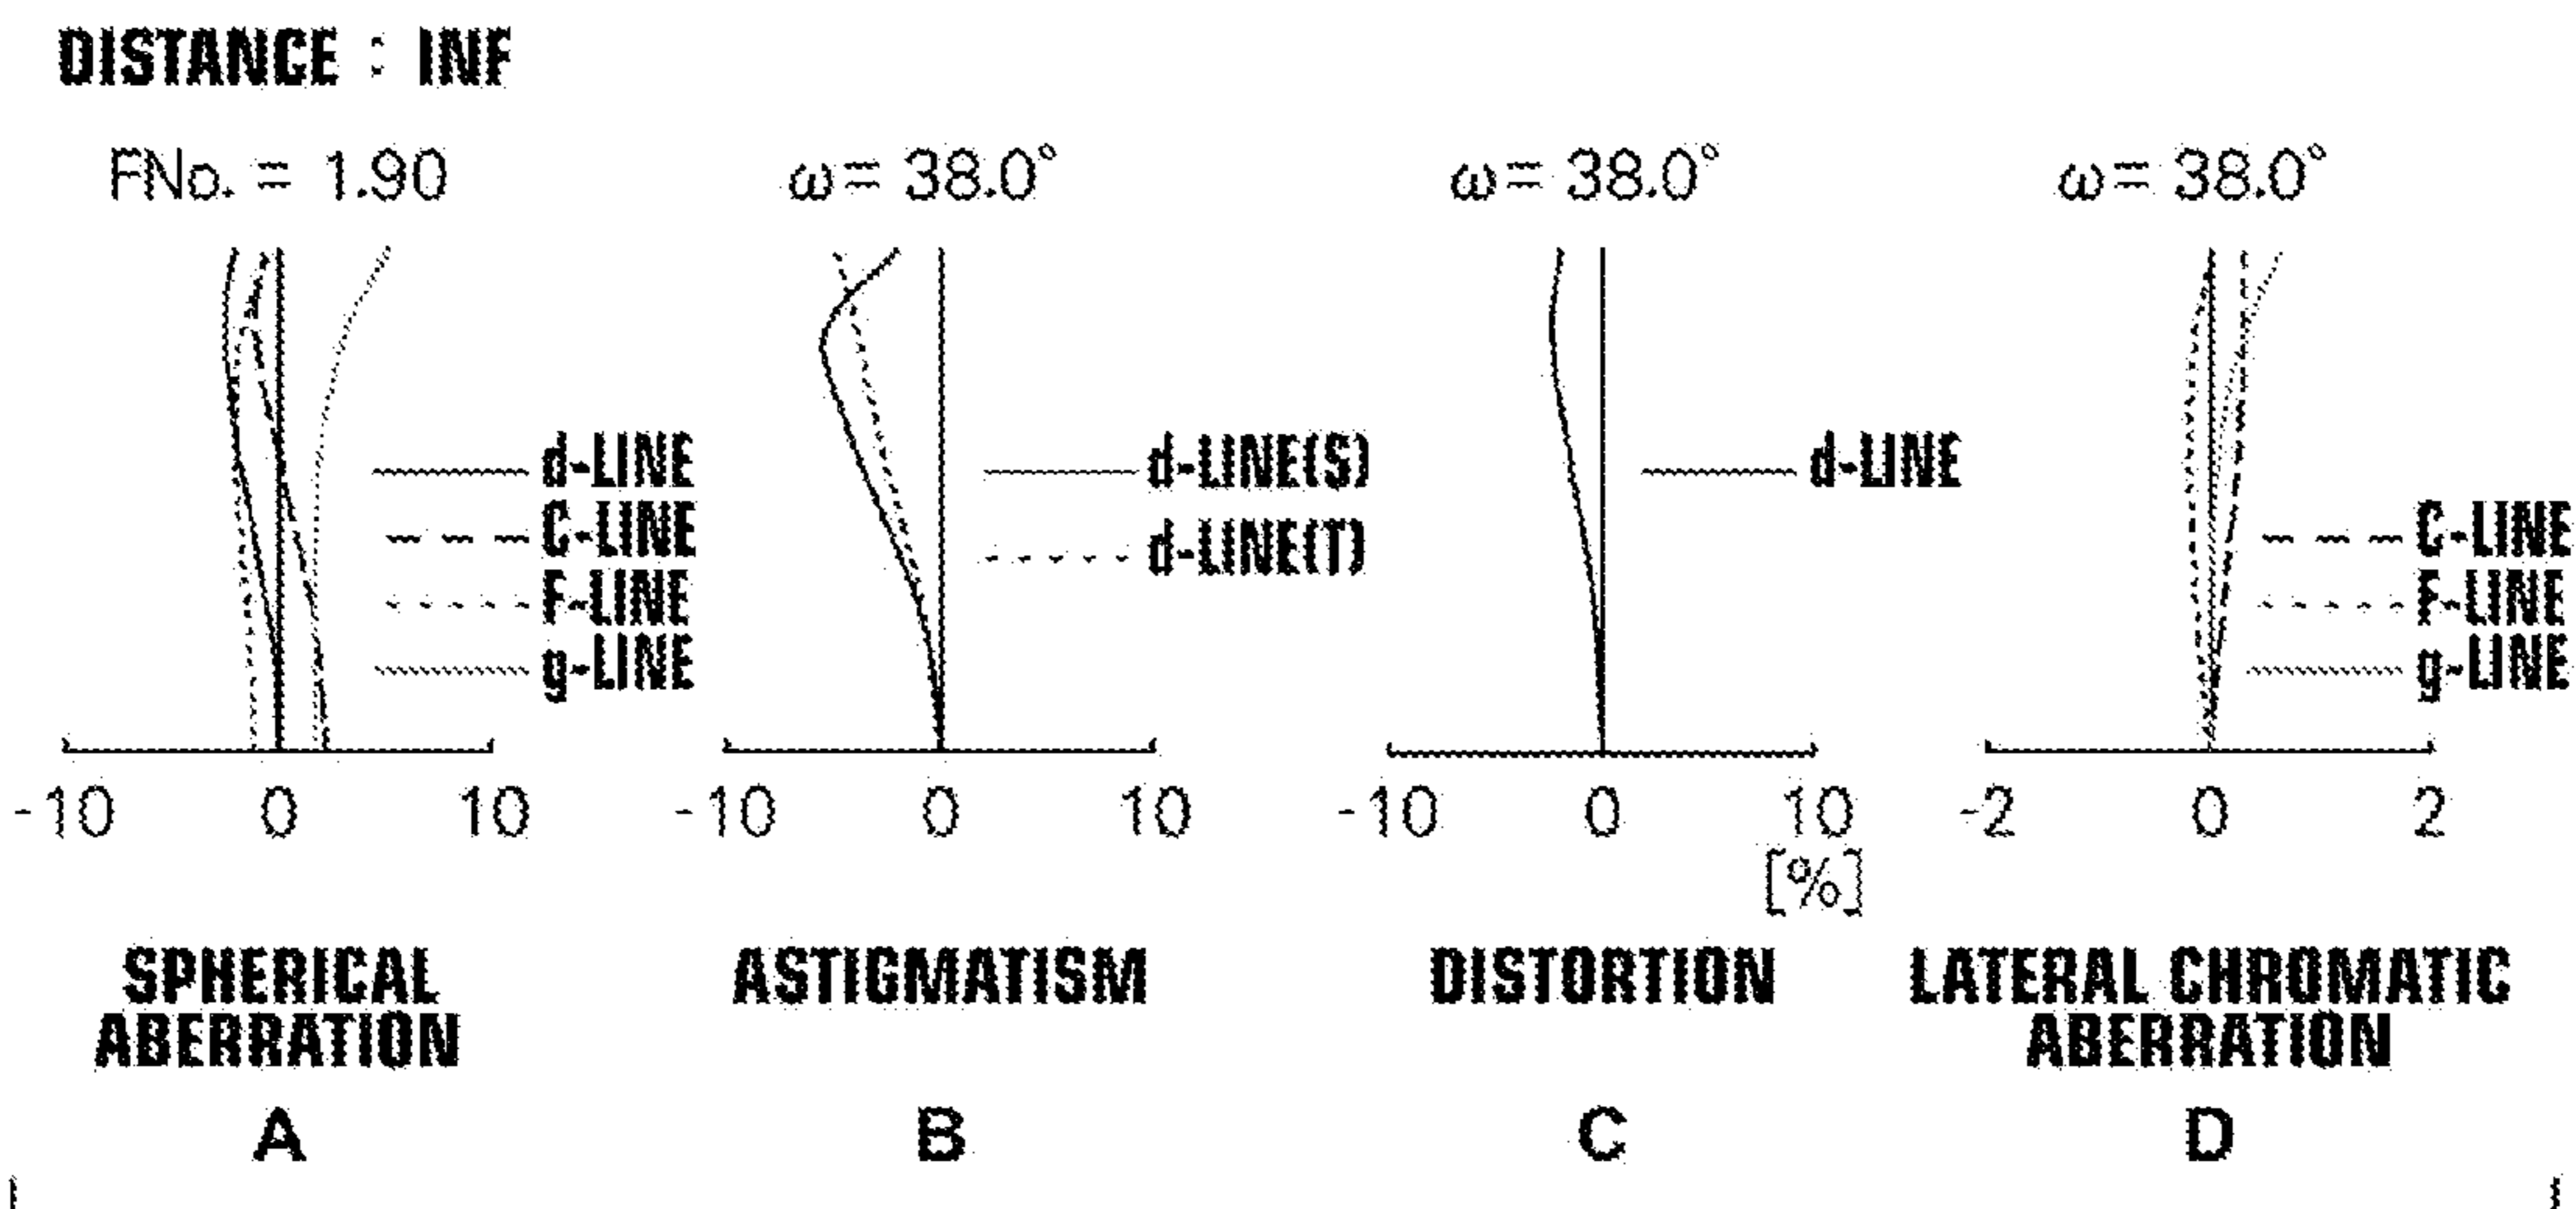 DISTANCE : INF
FNo. = 1.90
ω= 38.0°
ω= 38.0°
ω= 38.0°
d-LINE
C-LINE
F-LINE
g-LINE
d-LINE(S)
d-LINE(T)
d-LINE
C-LINE
F-LINE
g-LINE
-10 0 10
-10 0 10
-10 0 10
[%]
-2 0 2
SPHERICAL
ABERRATION
ASTIGMATISM
DISTORTION
LATERAL CHROMATIC
ABERRATION
A
B
C
D